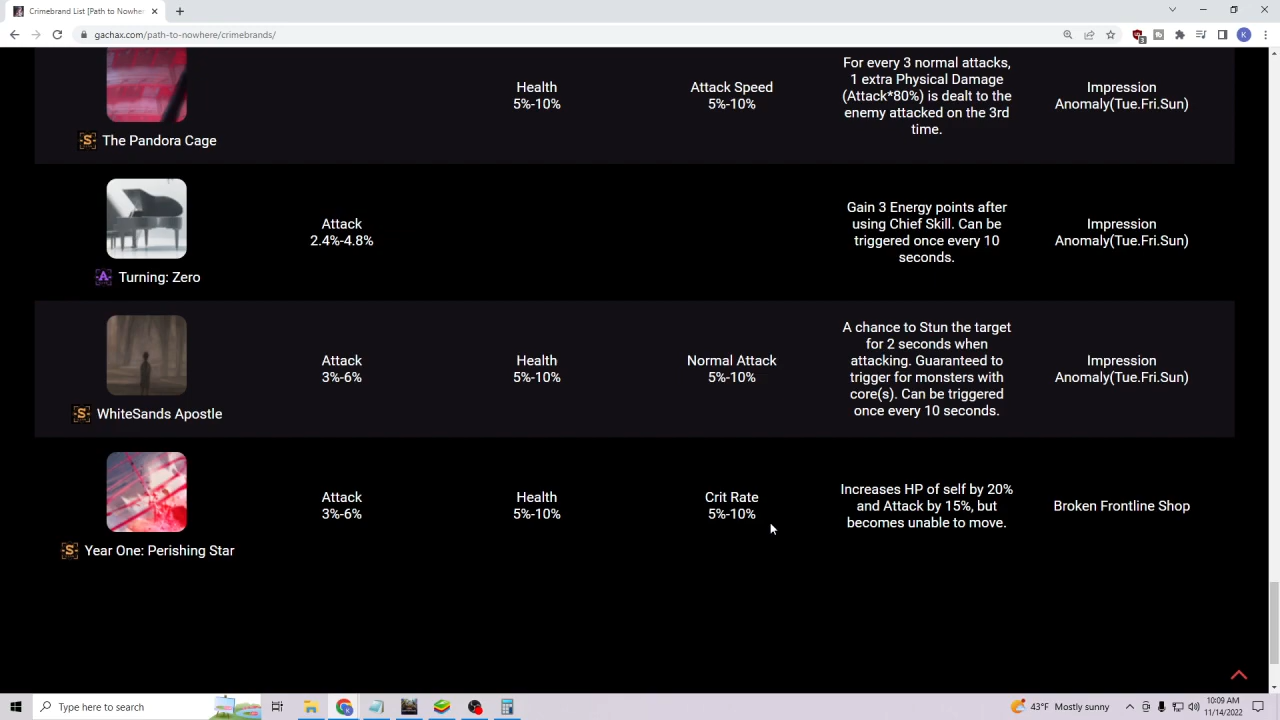 Crimebrand List [Path to Nowher
gachax.com/path-to-nowhere/crimebrands/
3
K
The Pandora Cage
Health
5%-10%
Attack Speed
5%-10%
For every 3 normal attacks,
1 extra Physical Damage
(Attack*80%) is dealt to the
enemy attacked on the 3rd
time.
Impression
Anomaly(Tue.Fri.Sun)
S
A
Turning: Zero
Attack
2.4%-4.8%
Gain 3 Energy points after
using Chief Skill. Can be
triggered once every 10
seconds.
Impression
Anomaly(Tue.Fri.Sun)
S
WhiteSands Apostle
Attack
3%-6%
Health
5%-10%
Normal Attack
5%-10%
A chance to Stun the target
for 2 seconds when
attacking. Guaranteed to
trigger for monsters with
core(s). Can be triggered
once every 10 seconds.
Impression
Anomaly(Tue.Fri.Sun)
S
Year One: Perishing Star
Attack
3%-6%
Health
5%-10%
Crit Rate
5%-10%
Increases HP of self by 20%
and Attack by 15%, but
becomes unable to move.
Broken Frontline Shop
Type here to search
43°F Mostly sunny
10:09 AM
11/14/2022